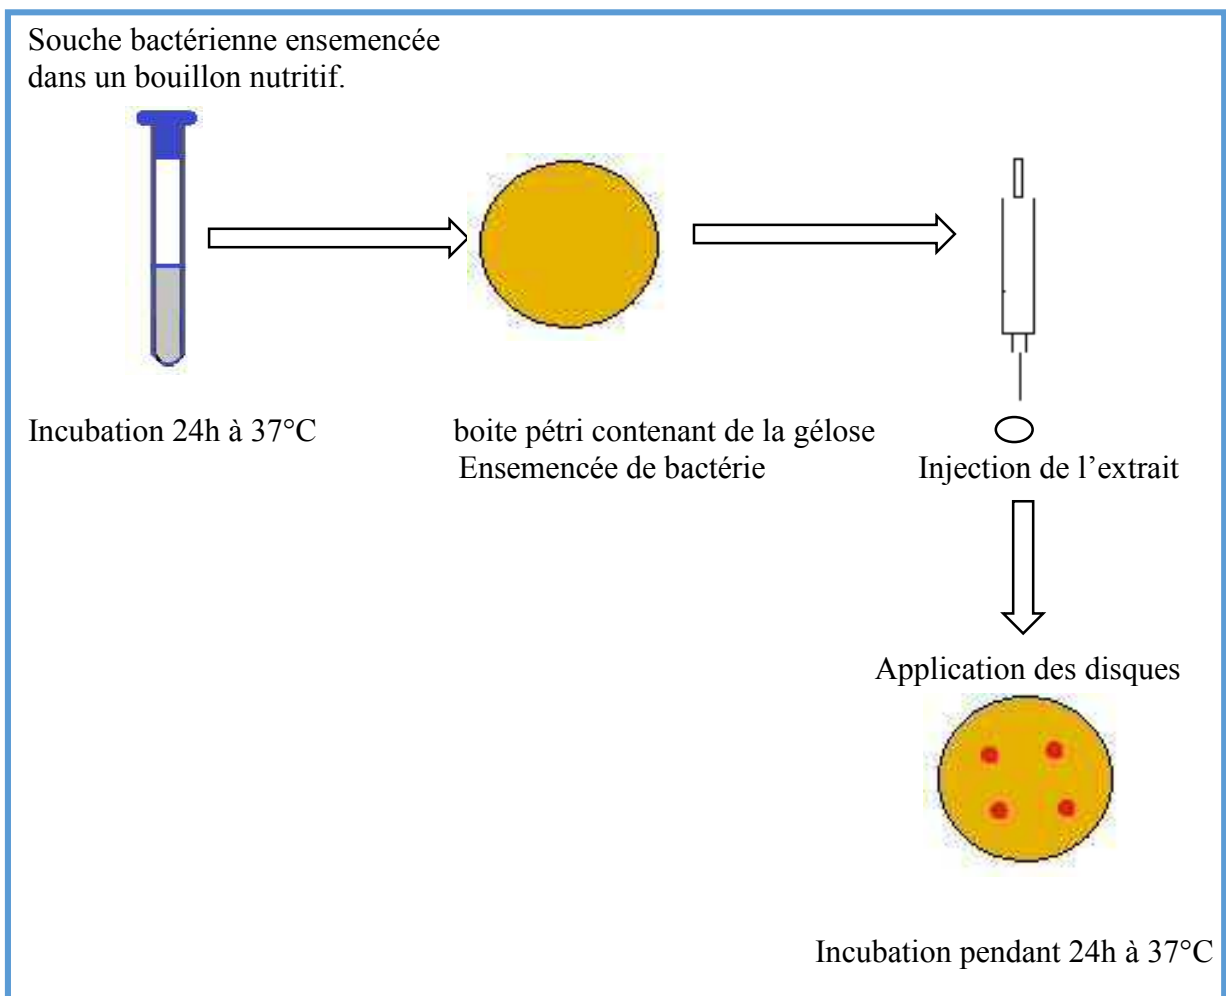 Souche bactérienne ensemencée
dans un bouillon nutritif.
Incubation 24h à 37°C
boite pétri contenant de la gélose
Ensemencée de bactérie
Injection de l’extrait
Application des disques
Incubation pendant 24h à 37°C